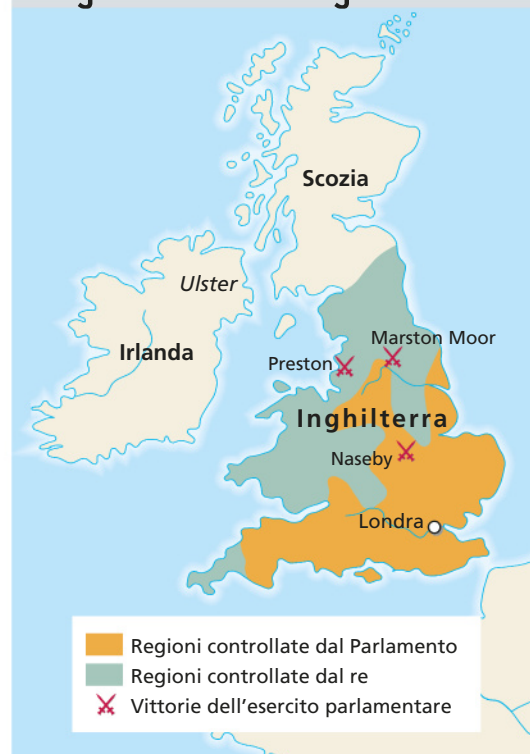 Scozia
Ulster
Irlanda
Marston Moor
Preston
Inghilterra
Naseby
Londra
Regioni controllate dal Parlamento
Regioni controllate dal re
Vittorie dell'esercito parlamentare